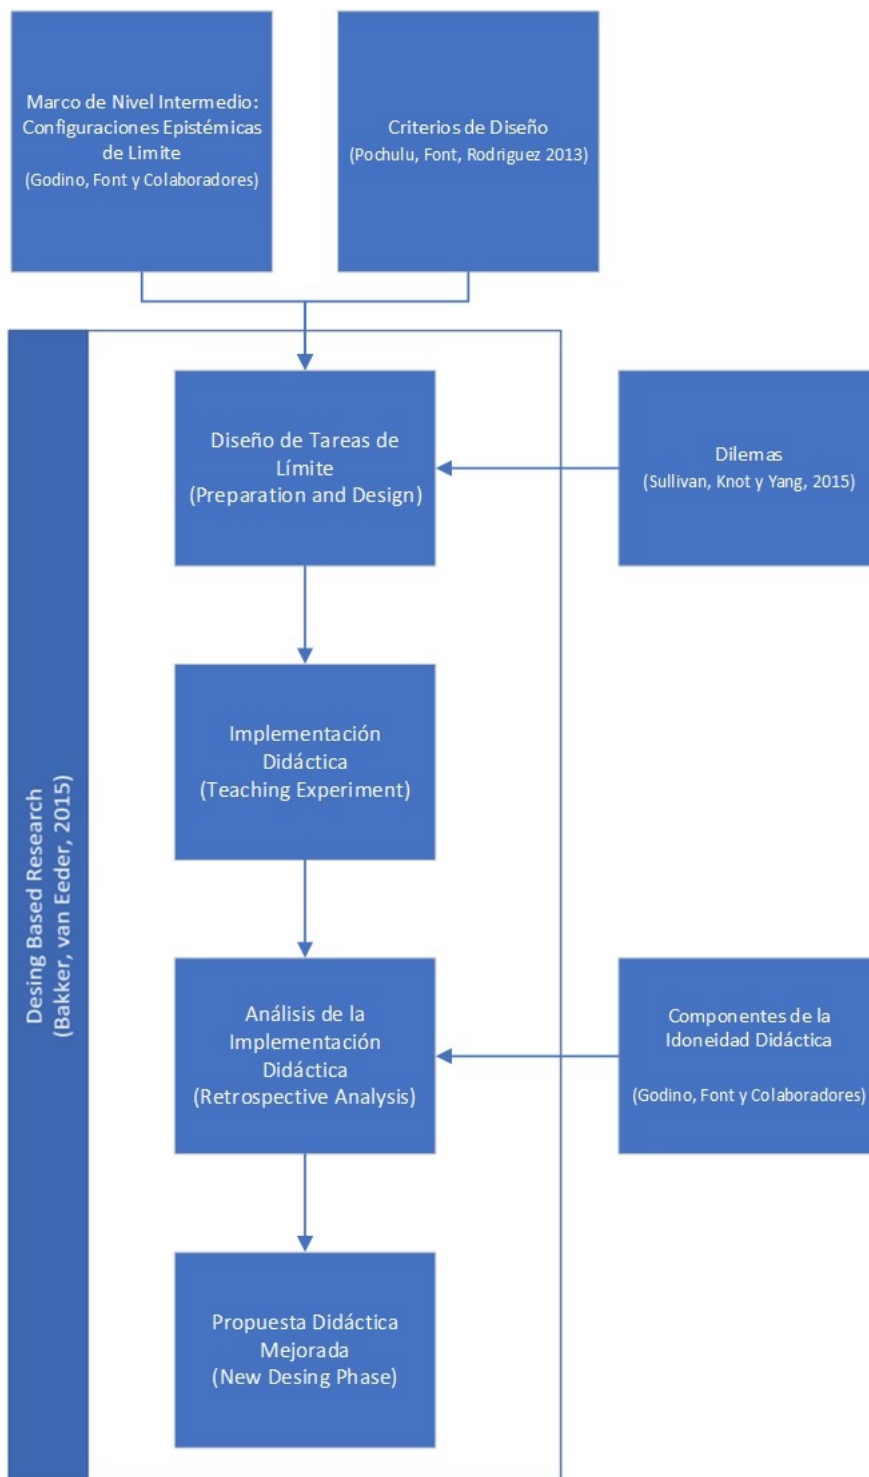 Marco de Nivel Intermedio:
Configuraciones Epistémicas
de Limite
(Godino, Font y Colaboradores)
Criterios de Diseño
(Pochulu, Font, Rodriguez 2013)
Desing Based Research
(Bakker, van Eeder, 2015)
Diseño de Tareas de
Límite
(Preparation and Design)
Dilemas
(Sullivan, Knot y Yang, 2015)
Implementación
Didáctica
(Teaching Experiment)
Análisis de la
Implementación
Didáctica
(Retrospective Analysis)
Componentes de la
Idoneidad Didáctica
(Godino, Font y Colaboradores)
Propuesta Didáctica
Mejorada
(New Desing Phase)